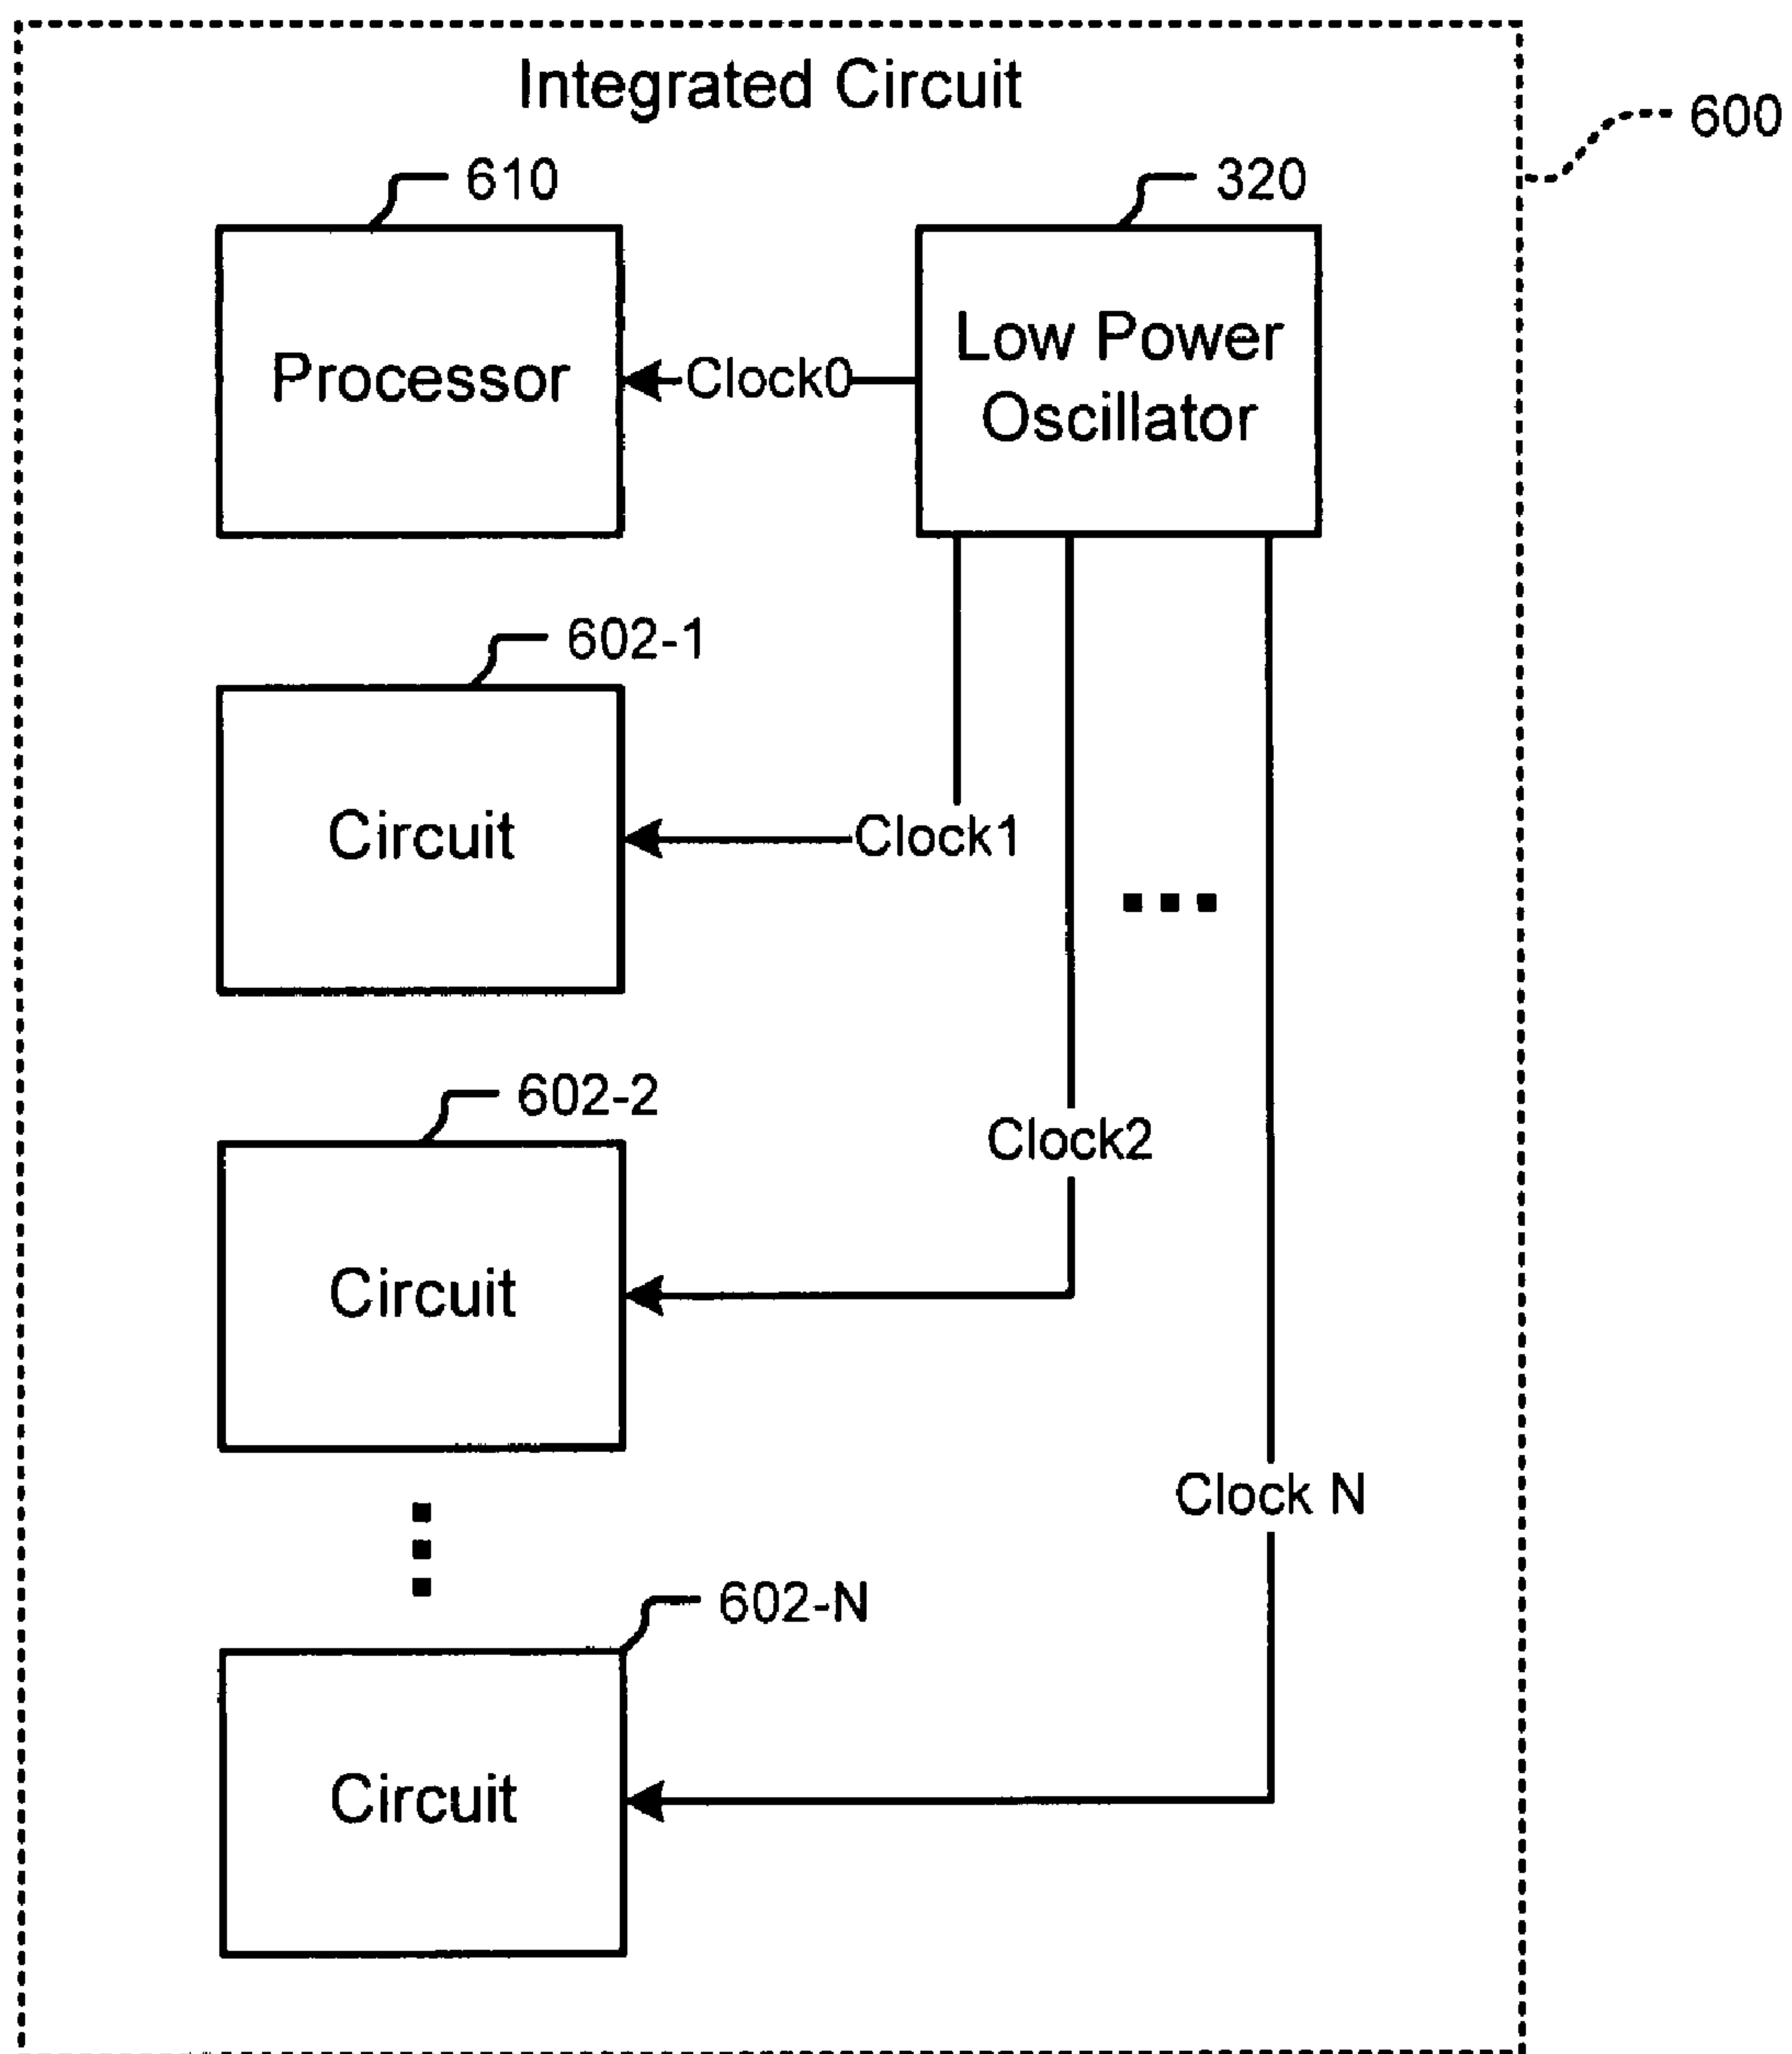 Integrated Circuit
600
610
320
Processor
Clock0
Low Power
Oscillator
602-1
Circuit
Clock1
602-2
Clock2
Circuit
Clock N
602-N
Circuit